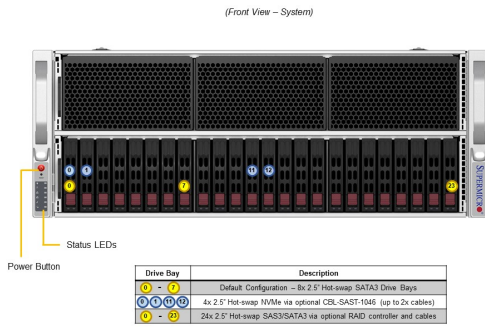 (Front View – System)
0 1 11 12
0 7 23
SUPERMICR
Status LEDs
Power Button
Drive Bay Description
0 - 7 Default Configuration – 8x 2.5" Hot-swap SATA3 Drive Bays
0 1 11 12 4x 2.5" Hot-swap NVMe via optional CBL-SAST-1046 (up to 2x cables)
0 - 23 24x 2.5" Hot-swap SAS3/SATA3 via optional RAID controller and cables